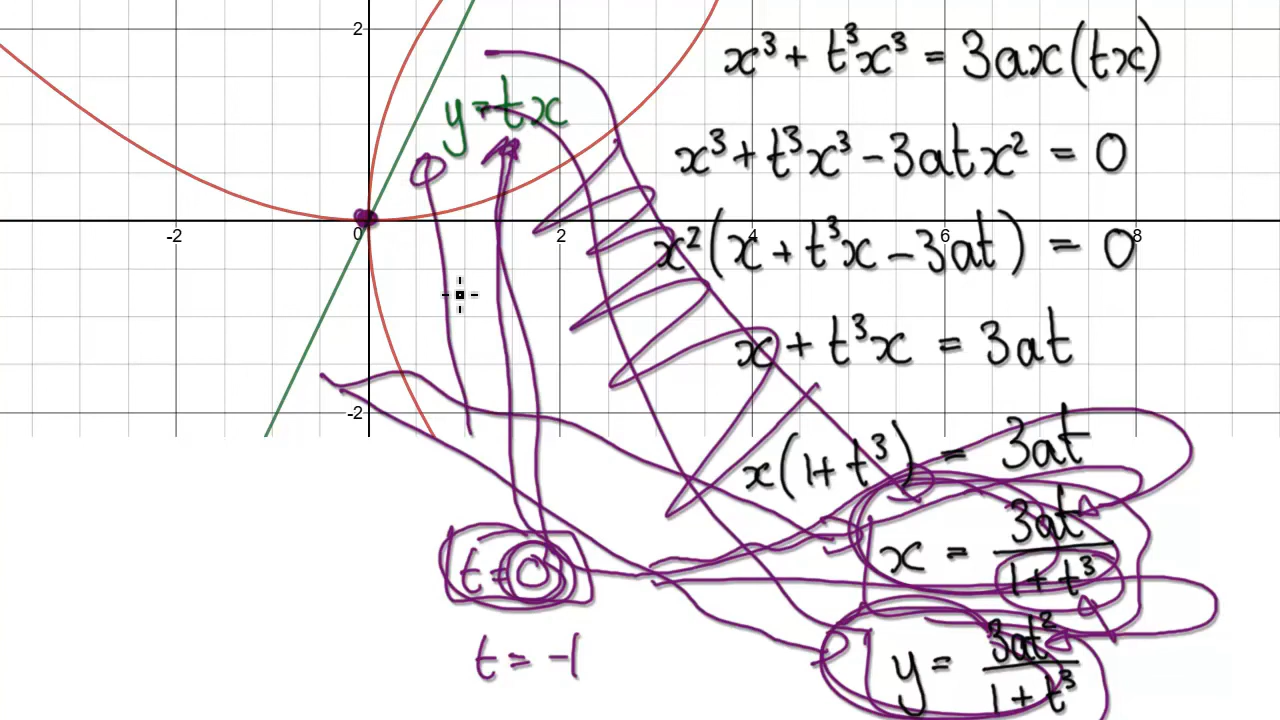 2
x³ + t³x³ = 3ax(tx)
y = tx
x³ + t³x³ - 3atx² = 0
-2 0 2 4 6 8
x²(x + t³x - 3at) = 0
x + t³x = 3at
-2
x(1 + t³) = 3at
x = 3at / 1 + t³
t = 0
y = 3at² / 1 + t³
t = -1